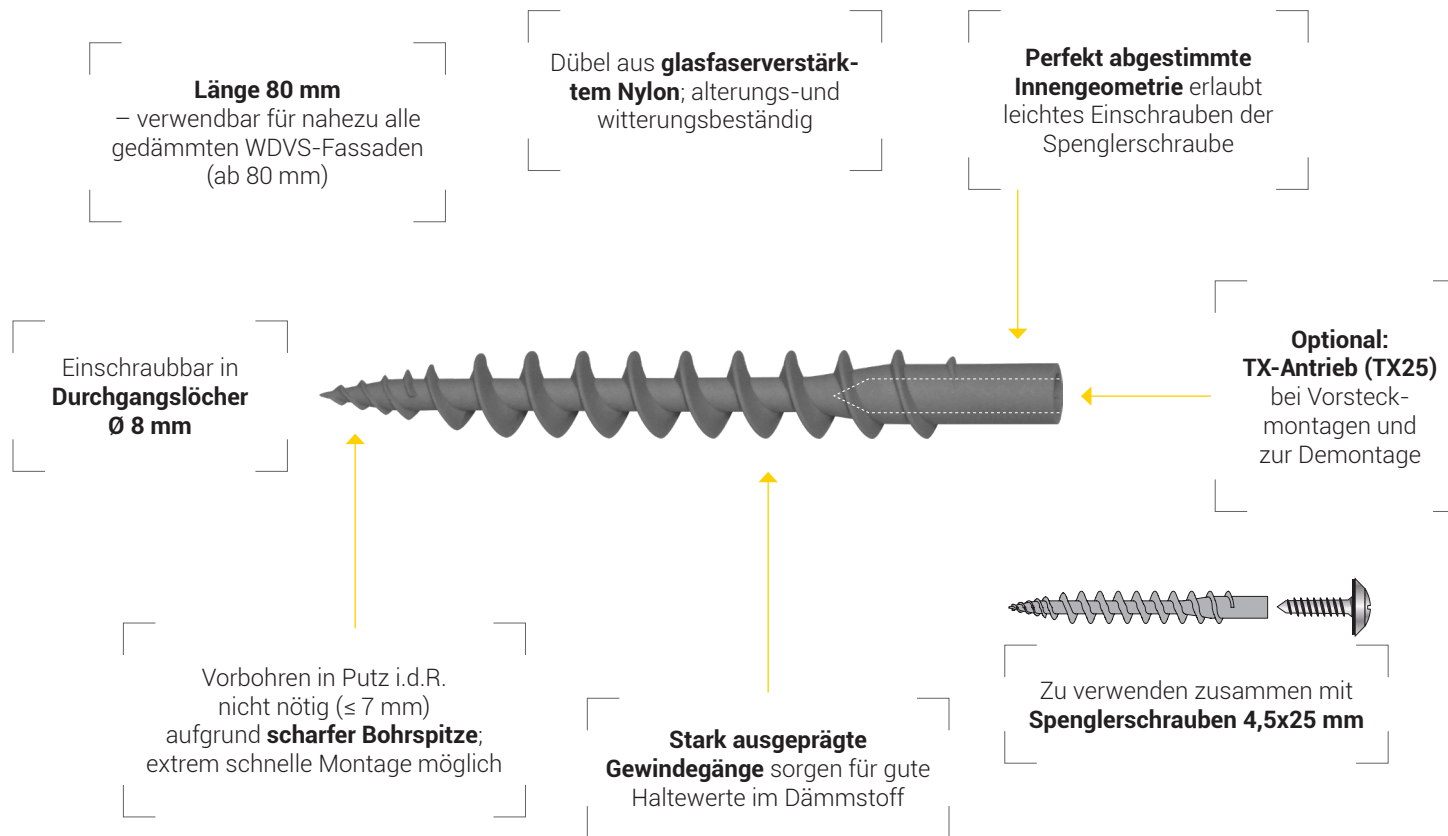 Länge 80 mm
– verwendbar für nahezu alle
gedämmten WDVS-Fassaden
(ab 80 mm)
Dübel aus glasfaserverstärk-
tem Nylon; alterungs-und
witterungsbeständig
Perfekt abgestimmte
Innengeometrie erlaubt
leichtes Einschrauben der
Spenglerschraube
Einschraubbar in
Durchgangslöcher
Ø 8 mm
Optional:
TX-Antrieb (TX25)
bei Vorsteck-
montagen und
zur Demontage
Vorbohren in Putz i.d.R.
nicht nötig (≤ 7 mm)
aufgrund scharfer Bohrspitze;
extrem schnelle Montage möglich
Stark ausgeprägte
Gewindegänge sorgen für gute
Haltewerte im Dämmstoff
Zu verwenden zusammen mit
Spenglerschrauben 4,5x25 mm